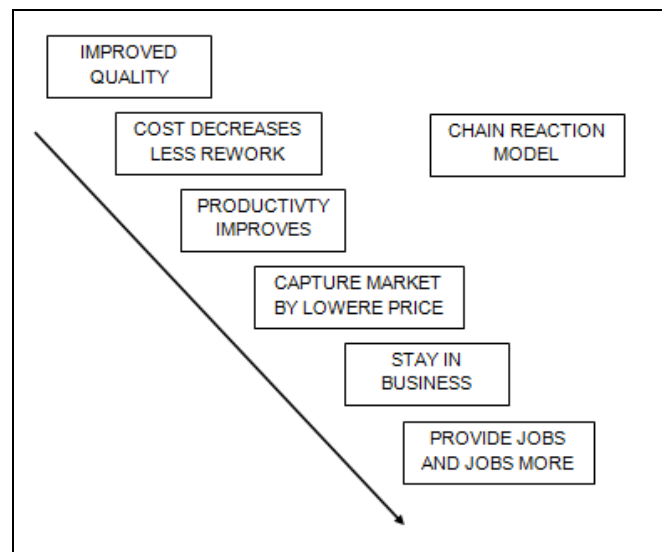 IMPROVED
QUALITY
COST DECREASES
LESS REWORK
CHAIN REACTION
MODEL
PRODUCTIVTY
IMPROVES
CAPTURE MARKET
BY LOWERE PRICE
STAY IN
BUSINESS
PROVIDE JOBS
AND JOBS MORE